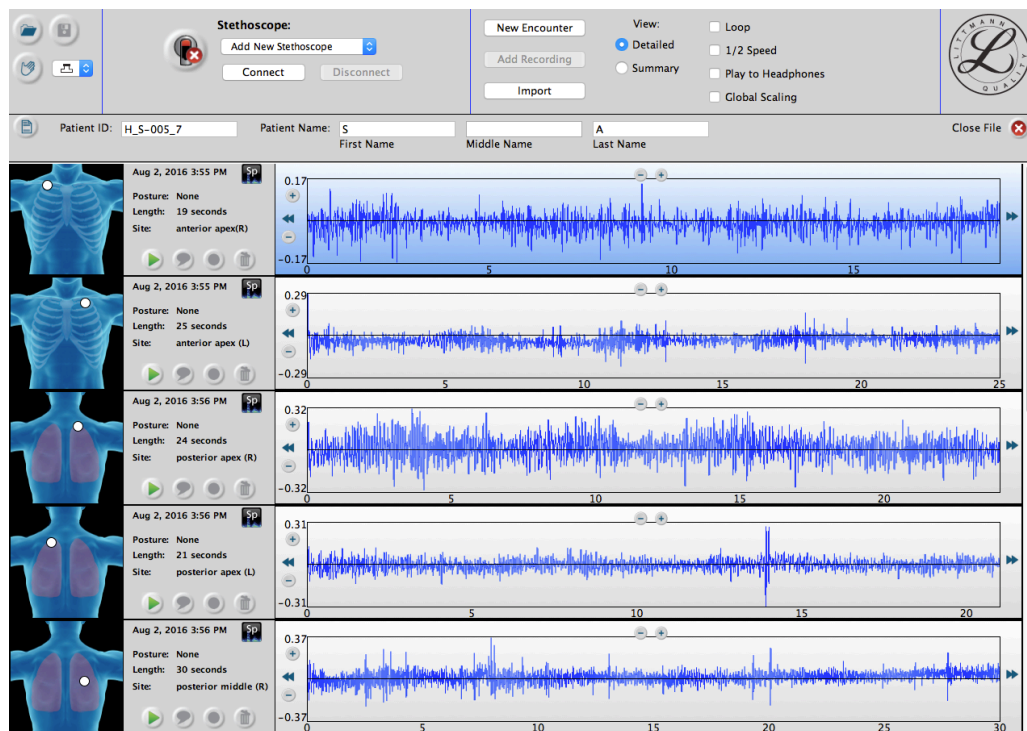 Stethoscope:
Add New Stethoscope
Connect
Disconnect
New Encounter
Add Recording
Import
View:
Detailed
Summary
Loop
1/2 Speed
Play to Headphones
Global Scaling
LITTMANN
L
QUALITY
Patient ID: H_S-005_7
Patient Name: S A
First Name Middle Name Last Name
Close File
Aug 2, 2016 3:55 PM Sp
Posture: None
Length: 19 seconds
Site: anterior apex(R)
0.17
-0.17
0 5 10 15
Aug 2, 2016 3:55 PM Sp
Posture: None
Length: 25 seconds
Site: anterior apex (L)
0.29
-0.29
0 5 10 15 20 25
Aug 2, 2016 3:56 PM Sp
Posture: None
Length: 24 seconds
Site: posterior apex (R)
0.32
-0.32
0 5 10 15 20
Aug 2, 2016 3:56 PM Sp
Posture: None
Length: 21 seconds
Site: posterior apex (L)
0.31
-0.31
0 5 10 15 20
Aug 2, 2016 3:56 PM Sp
Posture: None
Length: 30 seconds
Site: posterior middle (R)
0.37
-0.37
0 5 10 15 20 25 30